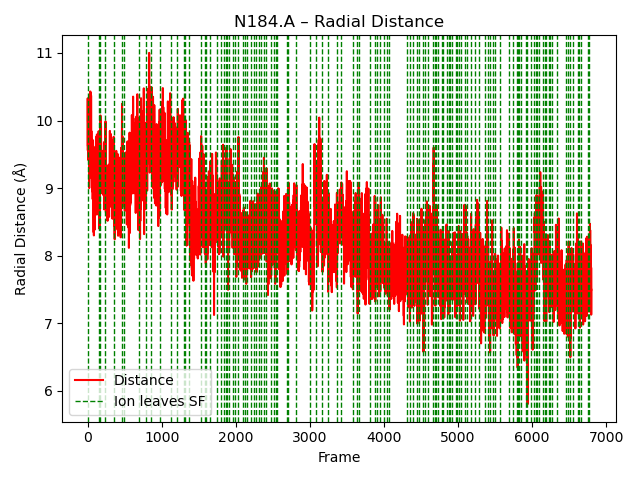 N184.A – Radial Distance
Radial Distance (Å)
11
10
9
8
7
6
Distance
Ion leaves SF
0
1000
2000
3000
4000
5000
6000
7000
Frame